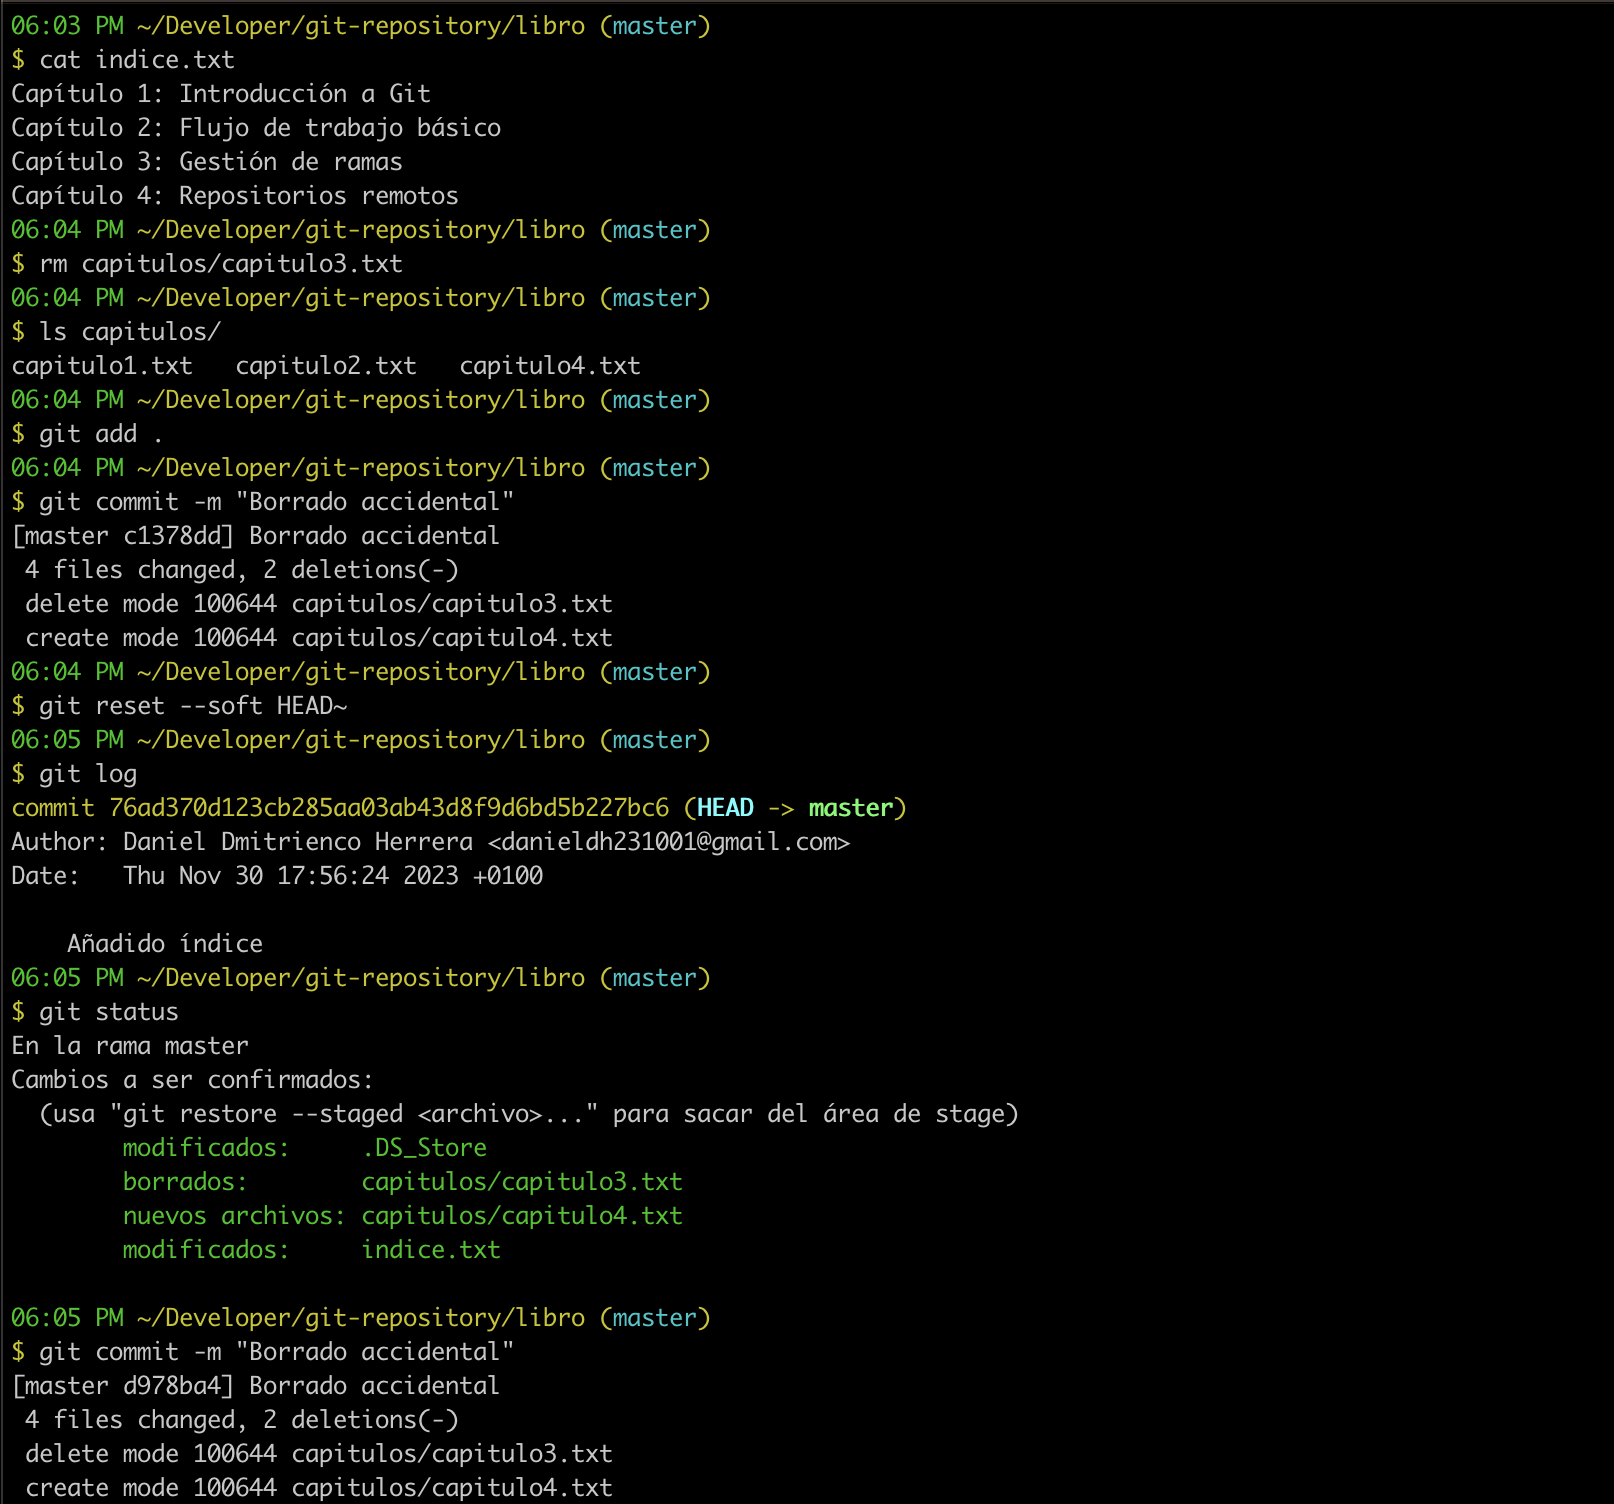 06:03 PM ~/Developer/git-repository/libro (master)
$ cat indice.txt
Capítulo 1: Introducción a Git
Capítulo 2: Flujo de trabajo básico
Capítulo 3: Gestión de ramas
Capítulo 4: Repositorios remotos
06:04 PM ~/Developer/git-repository/libro (master)
$ rm capitulos/capitulo3.txt
06:04 PM ~/Developer/git-repository/libro (master)
$ ls capitulos/
capitulo1.txt   capitulo2.txt   capitulo4.txt
06:04 PM ~/Developer/git-repository/libro (master)
$ git add .
06:04 PM ~/Developer/git-repository/libro (master)
$ git commit -m "Borrado accidental"
[master c1378dd] Borrado accidental
 4 files changed, 2 deletions(-)
 delete mode 100644 capitulos/capitulo3.txt
 create mode 100644 capitulos/capitulo4.txt
06:04 PM ~/Developer/git-repository/libro (master)
$ git reset --soft HEAD~
06:05 PM ~/Developer/git-repository/libro (master)
$ git log
commit 76ad370d123cb285aa03ab43d8f9d6bd5b227bc6 (HEAD -> master)
Author: Daniel Dmitrienco Herrera <danieldh231001@gmail.com>
Date:   Thu Nov 30 17:56:24 2023 +0100

    Añadido índice
06:05 PM ~/Developer/git-repository/libro (master)
$ git status
En la rama master
Cambios a ser confirmados:
  (usa "git restore --staged <archivo>..." para sacar del área de stage)
        modificados:     .DS_Store
        borrados:        capitulos/capitulo3.txt
        nuevos archivos: capitulos/capitulo4.txt
        modificados:     indice.txt

06:05 PM ~/Developer/git-repository/libro (master)
$ git commit -m "Borrado accidental"
[master d978ba4] Borrado accidental
 4 files changed, 2 deletions(-)
 delete mode 100644 capitulos/capitulo3.txt
 create mode 100644 capitulos/capitulo4.txt